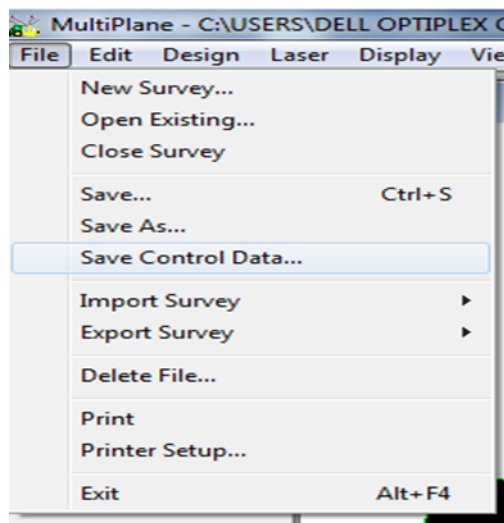 MultiPlane - C:\USERS\DELL OPTIPLEX
File Edit Design Laser Display
New Survey...
Open Existing...
Close Survey
Save... Ctrl+S
Save As...
Save Control Data...
Import Survey
Export Survey
Delete File...
Print
Printer Setup...
Exit Alt+F4